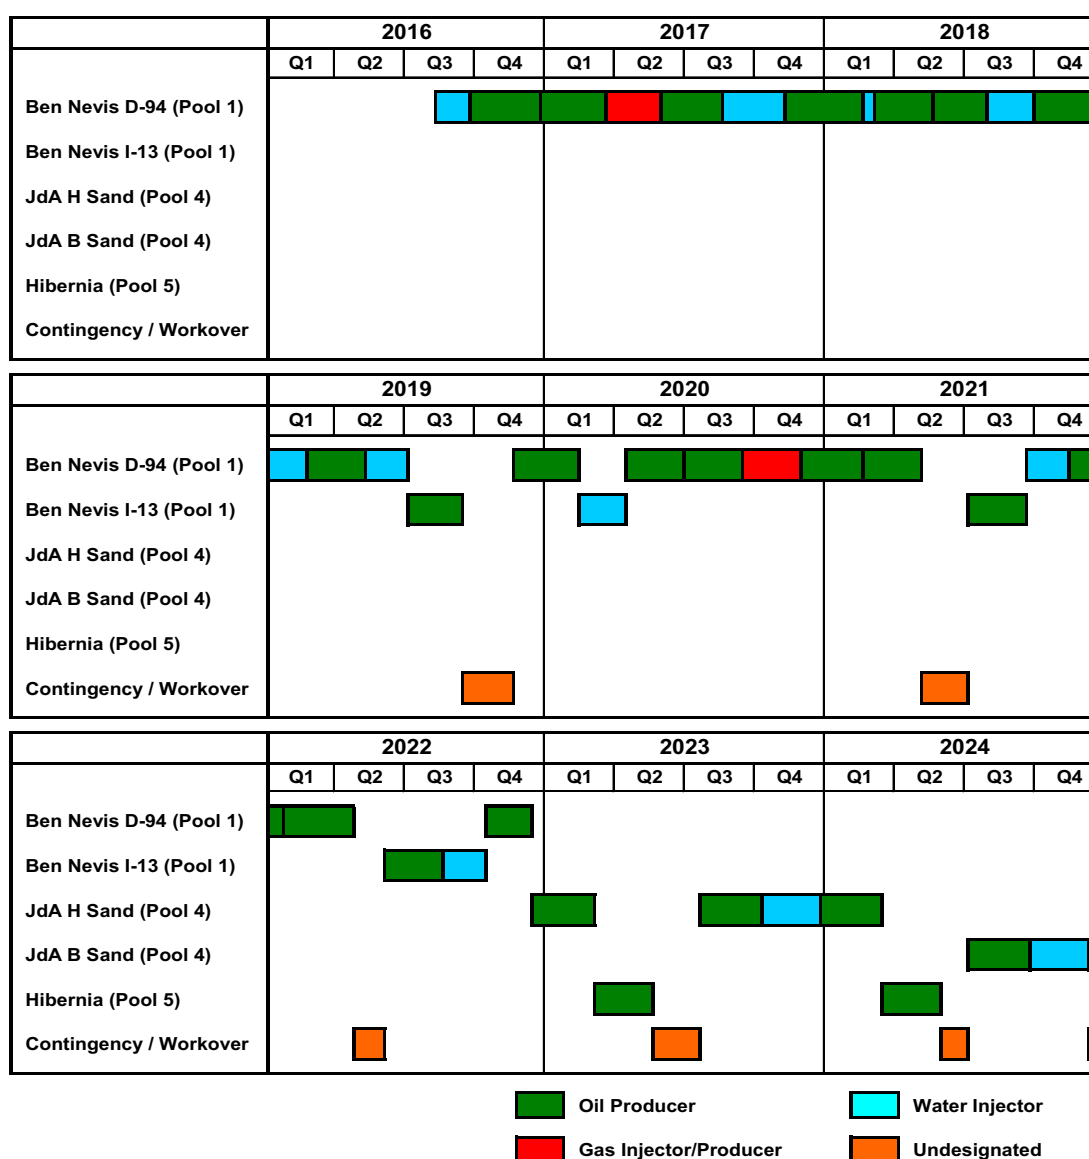 2016 2017 2018
Q1 Q2 Q3 Q4 Q1 Q2 Q3 Q4 Q1 Q2 Q3 Q4
Ben Nevis D-94 (Pool 1)
Ben Nevis I-13 (Pool 1)
JdA H Sand (Pool 4)
JdA B Sand (Pool 4)
Hibernia (Pool 5)
Contingency / Workover
2019 2020 2021
Q1 Q2 Q3 Q4 Q1 Q2 Q3 Q4 Q1 Q2 Q3 Q4
Ben Nevis D-94 (Pool 1)
Ben Nevis I-13 (Pool 1)
JdA H Sand (Pool 4)
JdA B Sand (Pool 4)
Hibernia (Pool 5)
Contingency / Workover
2022 2023 2024
Q1 Q2 Q3 Q4 Q1 Q2 Q3 Q4 Q1 Q2 Q3 Q4
Ben Nevis D-94 (Pool 1)
Ben Nevis I-13 (Pool 1)
JdA H Sand (Pool 4)
JdA B Sand (Pool 4)
Hibernia (Pool 5)
Contingency / Workover
Oil Producer Water Injector
Gas Injector/Producer Undesignated